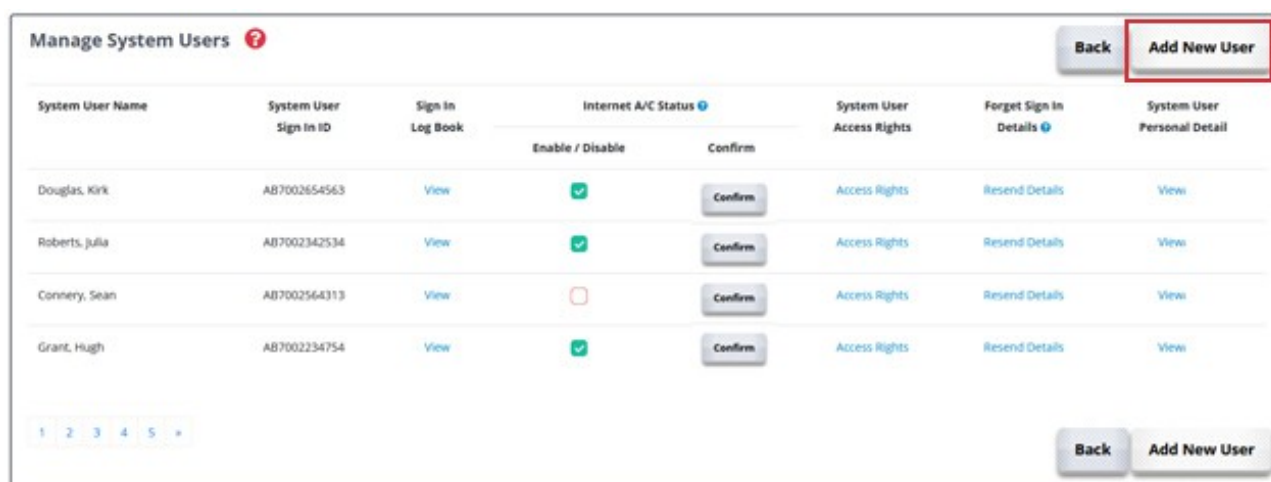 Manage System Users ?
Back Add New User
System User Name System User Sign In ID Sign In Log Book Internet A/C Status ? System User Access Rights Forget Sign In Details ? System User Personal Detail
Enable / Disable Confirm
Douglas, Kirk AB7002654563 View Confirm Access Rights Resend Details View
Roberts, Julia AB7002342534 View Confirm Access Rights Resend Details View
Connery, Sean AB7002564313 View Confirm Access Rights Resend Details View
Grant, Hugh AB7002234754 View Confirm Access Rights Resend Details View
1 2 3 4 5 »
Back Add New User